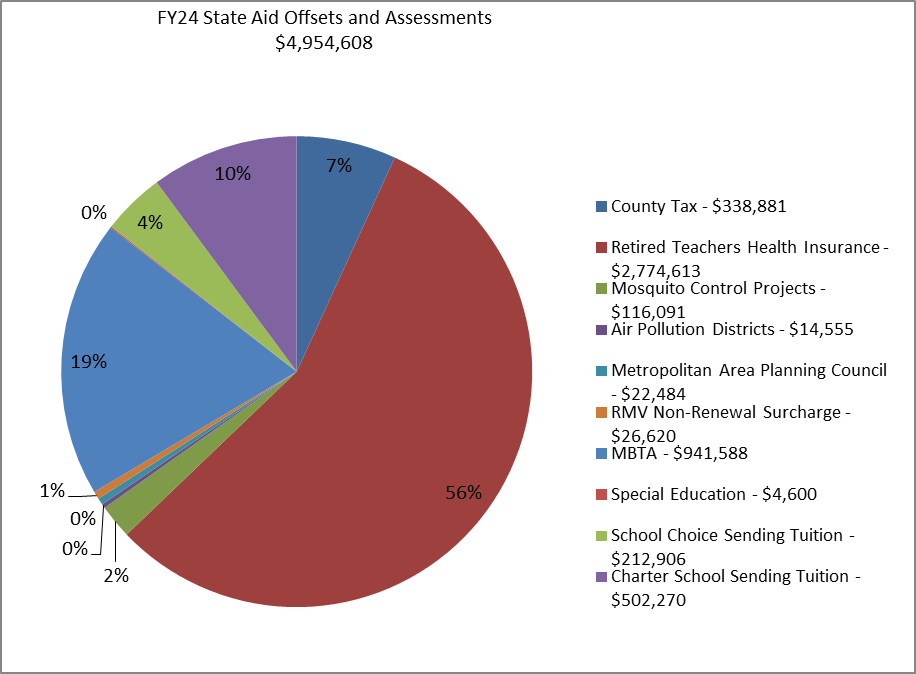 FY24 State Aid Offsets and Assessments
$4,954,608
7%
10%
0%
4%
19%
56%
1%
0%
0%
2%
County Tax - $338,881
Retired Teachers Health Insurance -
$2,774,613
Mosquito Control Projects -
$116,091
Air Pollution Districts - $14,555
Metropolitan Area Planning Council
- $22,484
RMV Non-Renewal Surcharge -
$26,620
MBTA - $941,588
Special Education - $4,600
School Choice Sending Tuition -
$212,906
Charter School Sending Tuition -
$502,270